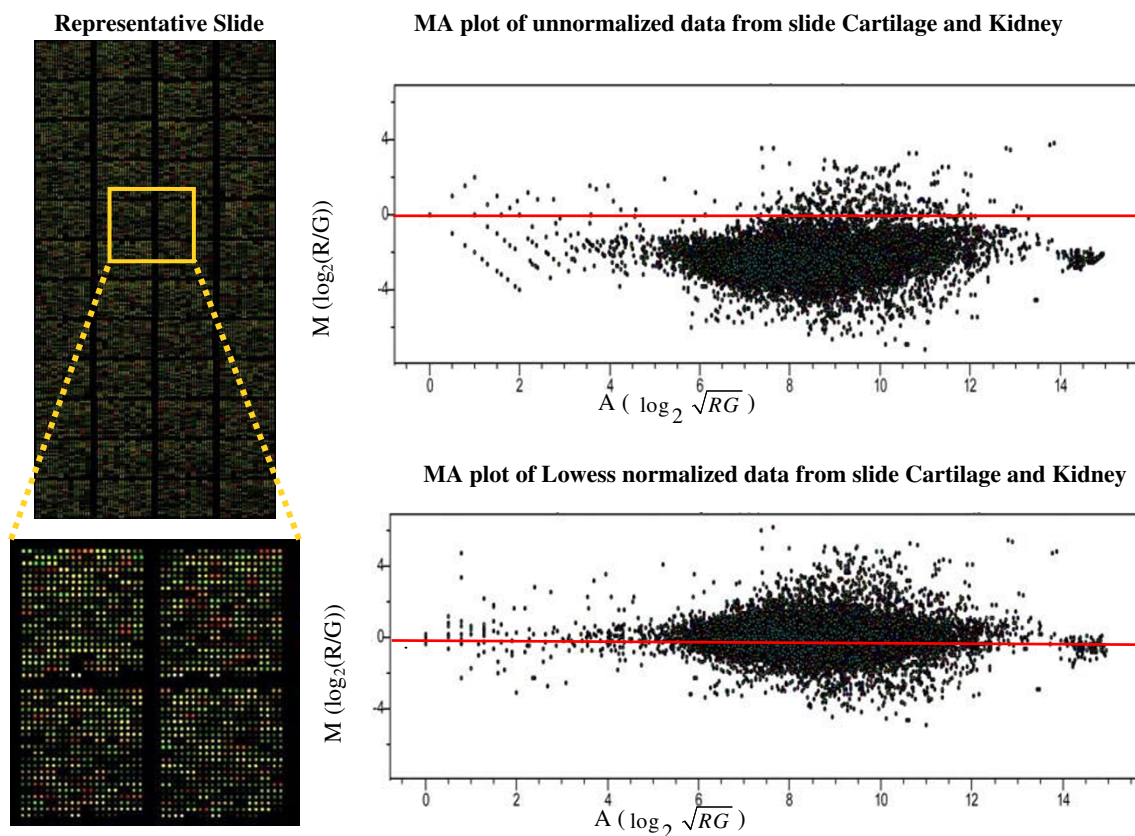 Representative Slide
MA plot of unnormalized data from slide Cartilage and Kidney
M (log₂(R/G))
4
0
-4
0 2 4 6 8 10 12 14
A ( log₂ √RG )
MA plot of Lowess normalized data from slide Cartilage and Kidney
M (log₂(R/G))
4
0
-4
0 2 4 6 8 10 12 14
A ( log₂ √RG )